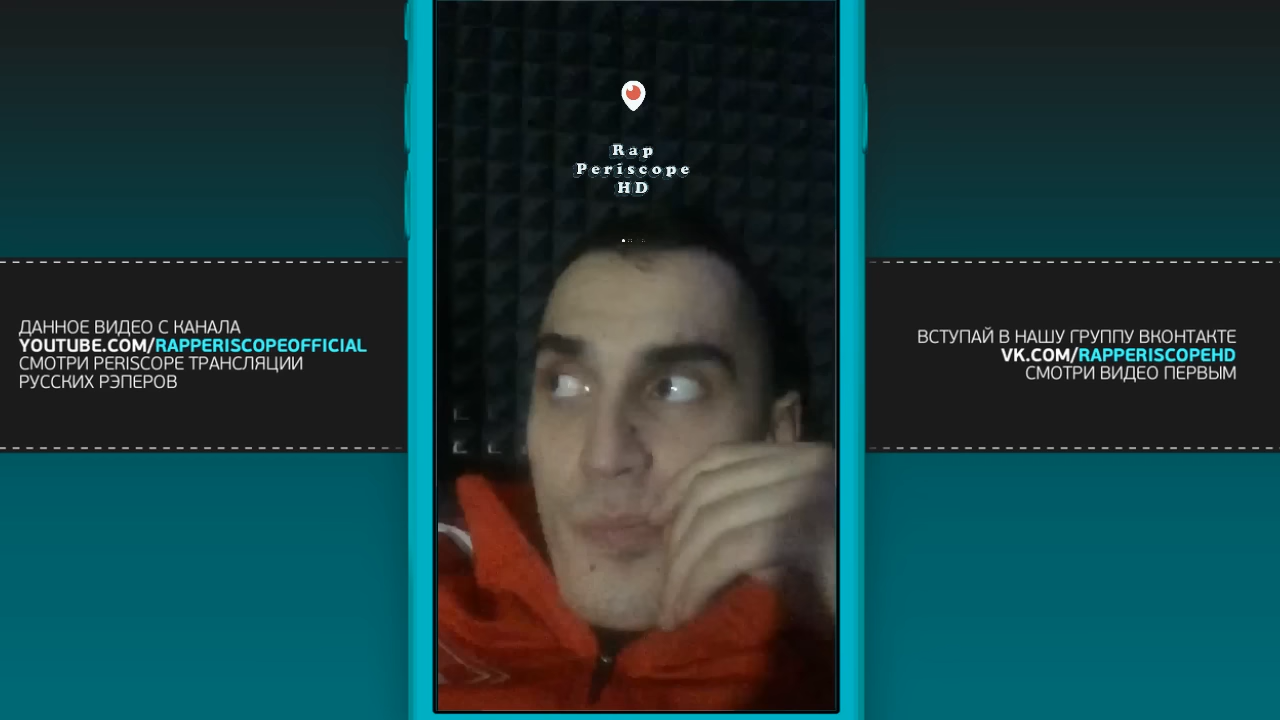 Rap
Periscope
HD
ДАННОЕ ВИДЕО С КАНАЛА
YOUTUBE.COM/RAPPERISCOPEOFFICIAL
СМОТРИ PERISCOPE ТРАНСЛЯЦИИ
РУССКИХ РЭПЕРОВ
ВСТУПАЙ В НАШУ ГРУППУ ВКОНТАКТЕ
VK.COM/RAPPERISCOPEHD
СМОТРИ ВИДЕО ПЕРВЫМ